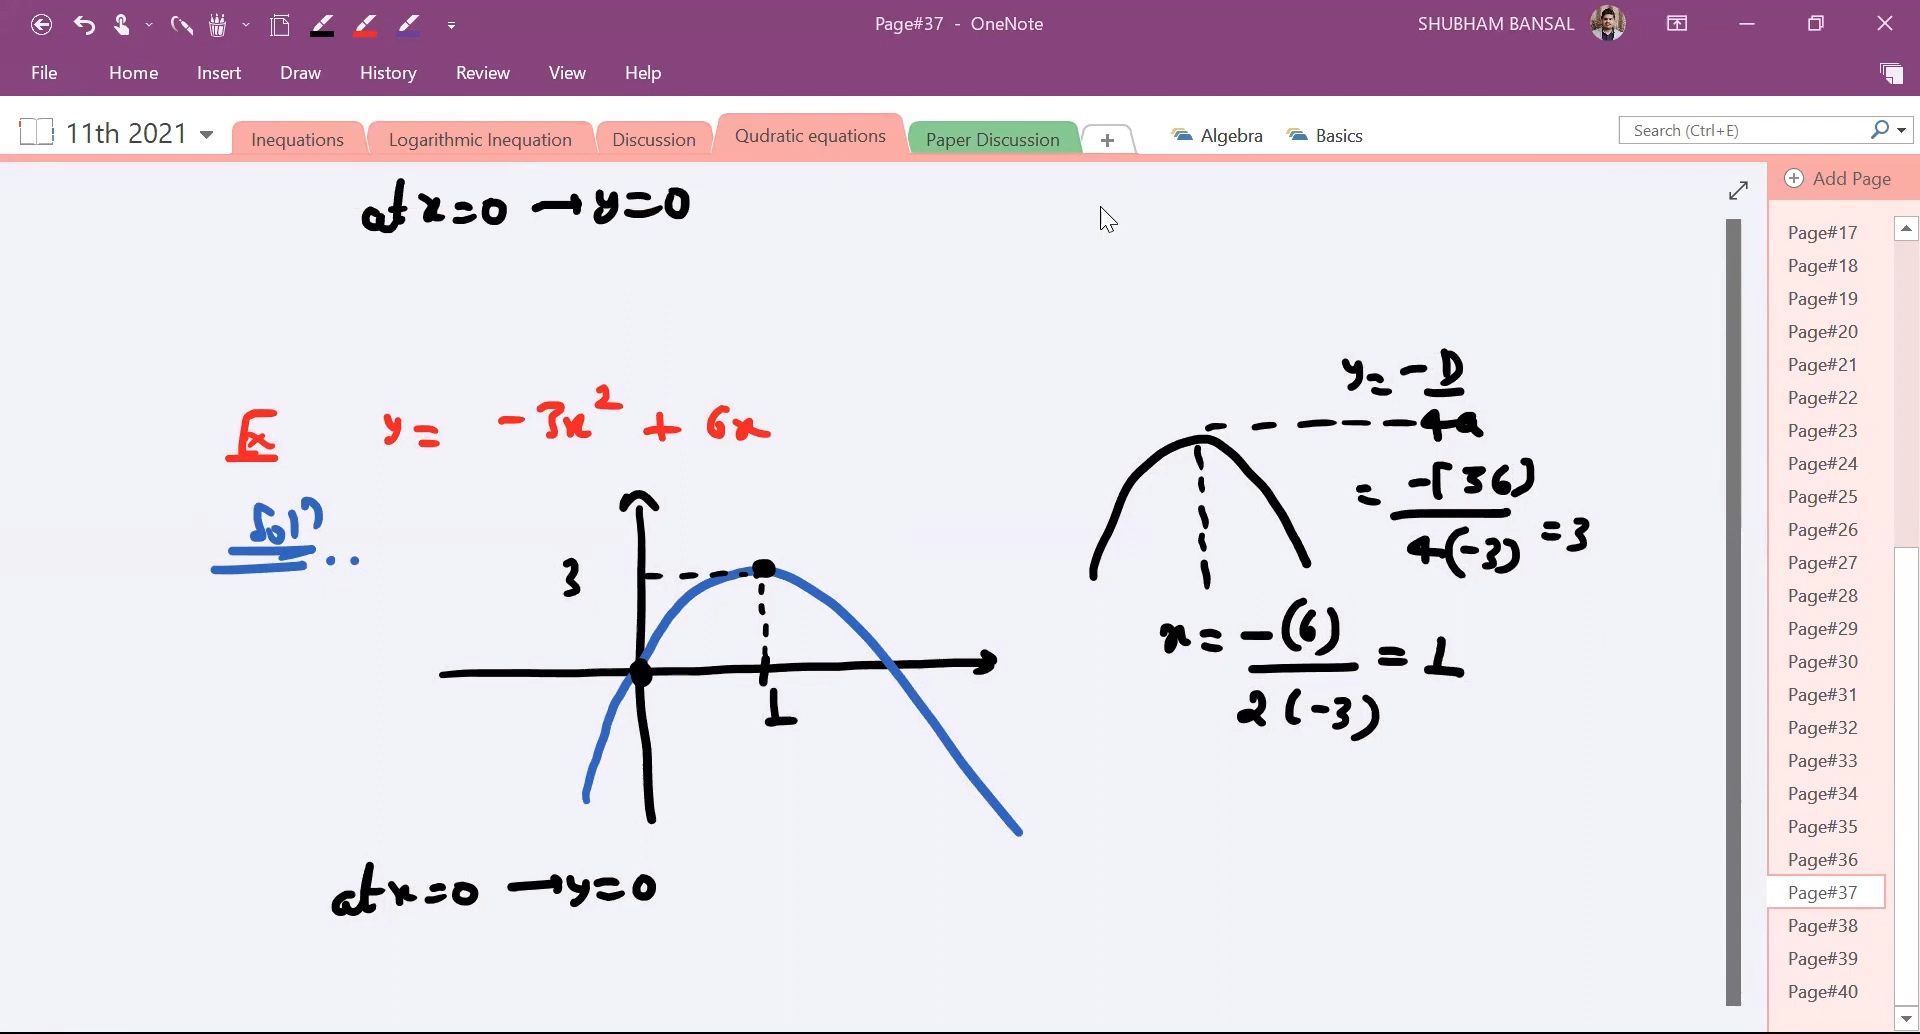 Page#37 - OneNote
SHUBHAM BANSAL
File Home Insert Draw History Review View Help
11th 2021
Inequations
Logarithmic Inequation
Discussion
Qudratic equations
Paper Discussion
+
Algebra
Basics
Search (Ctrl+E)
at x=0 → y=0
Ex y = -3x² + 6x
Sol?
3
1
at x=0 → y=0
y = -D
4a
= -[36)
4(-3) = 3
x = -(6)
2(-3) = 1
Add Page
Page#17
Page#18
Page#19
Page#20
Page#21
Page#22
Page#23
Page#24
Page#25
Page#26
Page#27
Page#28
Page#29
Page#30
Page#31
Page#32
Page#33
Page#34
Page#35
Page#36
Page#37
Page#38
Page#39
Page#40